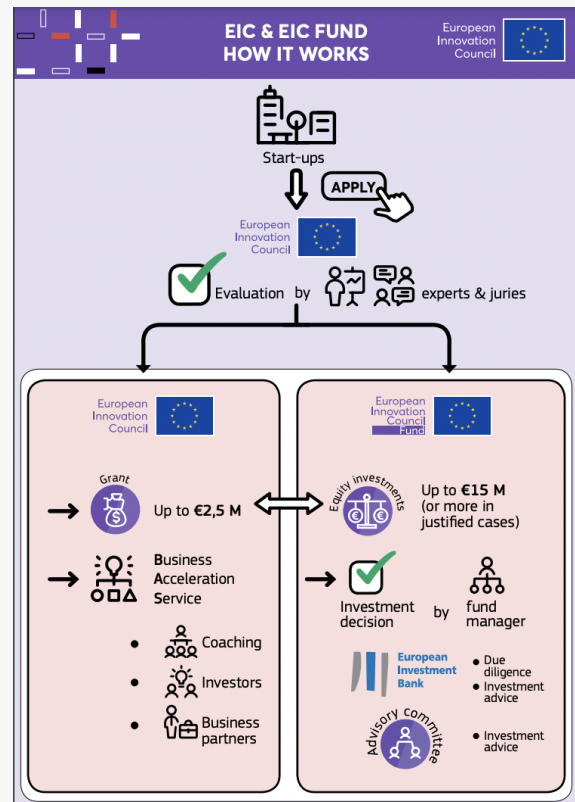 EIC & EIC FUND
HOW IT WORKS
European
Innovation
Council
Start-ups
APPLY
European
Innovation
Council
Evaluation by experts & juries
European
Innovation
Council
Grant
Up to €2,5 M
Business
Acceleration
Service
• Coaching
• Investors
• Business
partners
European
Innovation
Council
Fund
Equity investments
Up to €15 M
(or more in
justified cases)
Investment
decision
by
fund
manager
European
Investment
Bank
• Due
diligence
• Investment
advice
Advisory committee
• Investment
advice